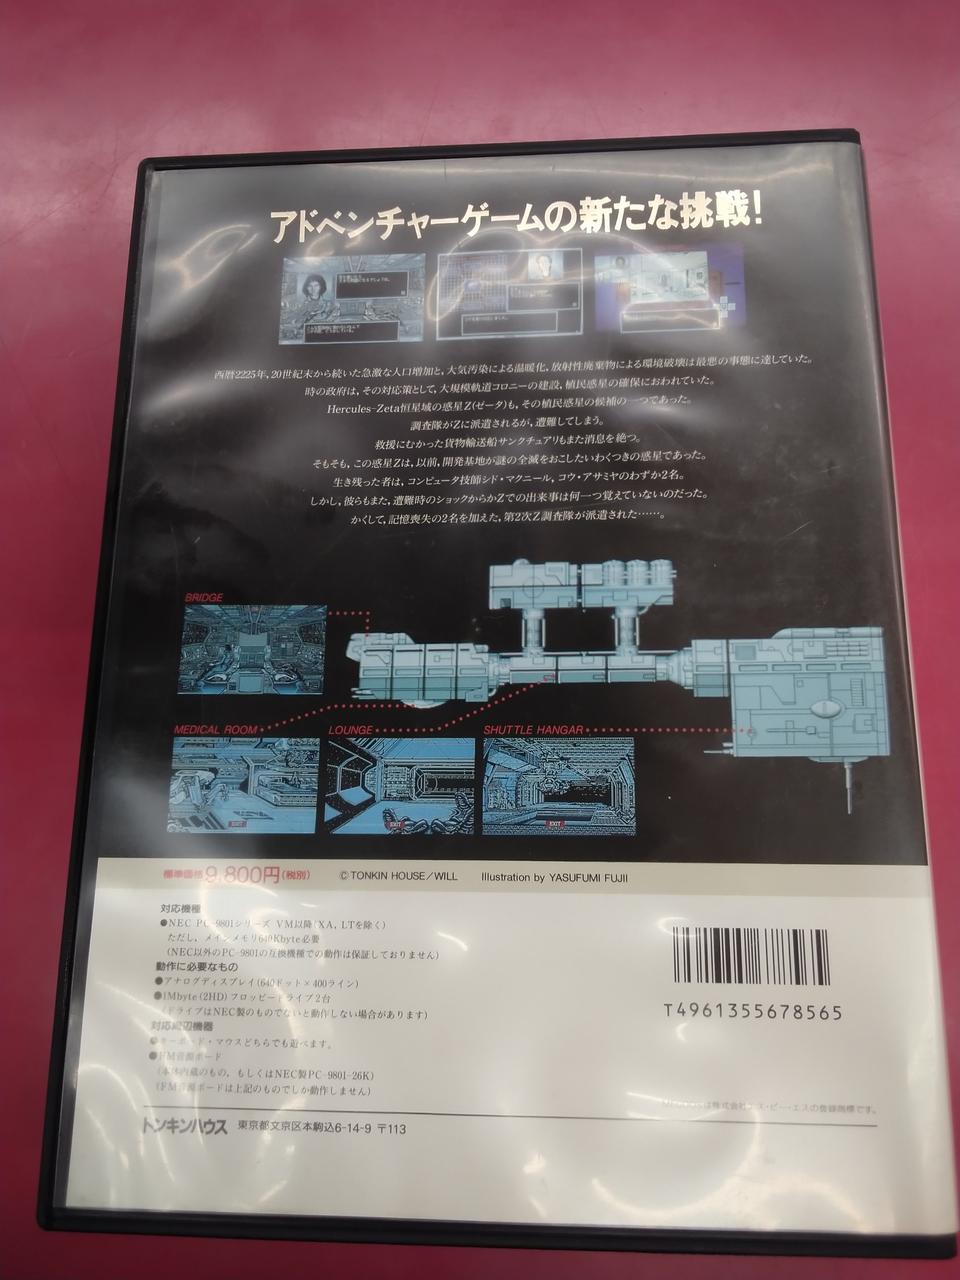 アドベンチャーゲームの新たな挑戦!
西暦2225年, 20世紀末から続いた急激な人口増加と, 大気汚染による温暖化, 放射性廃棄物による環境破壊は最悪の事態に達していた。
時の政府は, その対応策として, 大規模軌道コロニーの建設, 植民惑星の確保におわれていた。
Hercules-Zeta恒星域の惑星Z(ゼータ)も, その植民惑星の候補の一つであった。
調査隊がZに派遣されるが, 遭難してしまう。
救援にむかった貨物輸送船サンクチュアリもまた消息を絶つ。
そもそも, この惑星Zは, 以前, 開発基地が謎の全滅をおこしたいわくつきの惑星であった。
生き残った者は, コンピュータ技師シド・マクニール, コウ・アサミヤのわずか2名。
しかし, 彼らもまた, 遭難時のショックからかZでの出来事は何一つ覚えていないのだった。
かくして, 記憶喪失の2名を加えた, 第2次Z調査隊が派遣された……。
BRIDGE
MEDICAL ROOM
LOUNGE
SHUTTLE HANGAR
EXIT
EXIT
EXIT
標準価格9,800円(税別)
©TONKIN HOUSE/WILL
Illustration by YASUFUMI FUJII
対応機種
●NEC PC-9801シリーズ VM以降(XA, LTを除く)
ただし, メインメモリ640Kbyte必要
(NEC以外のPC-9801の互換機種での動作は保証しておりません)
動作に必要なもの
●アナログディスプレイ(640ドット×400ライン)
●1Mbyte(2HD)フロッピードライブ2台
(ドライブはNEC製のものでないと動作しない場合があります)
対応周辺機器
●キーボード・マウスどちらでも遊べます。
●FM音源ボード
(本体内蔵のもの, もしくはNEC製PC-9801-26K)
(FM音源ボードは上記のものでしか動作しません)
T4961355678565
は株式会社エス・ピー・エスの登録商標です。
トンキンハウス 東京都文京区本駒込6-14-9 〒113